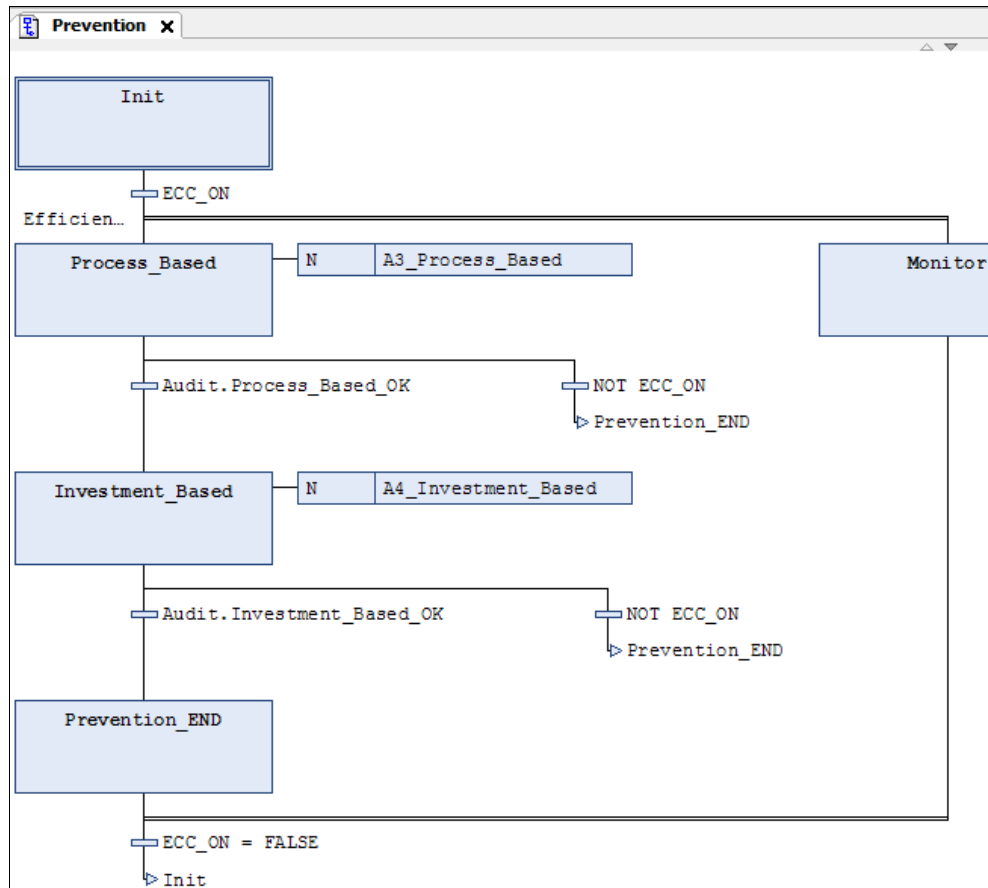 Prevention
Init
ECC_ON
Efficien…
Process_Based N A3_Process_Based Monitor
Audit.Process_Based_OK NOT ECC_ON
Prevention_END
Investment_Based N A4_Investment_Based
Audit.Investment_Based_OK NOT ECC_ON
Prevention_END
Prevention_END
ECC_ON = FALSE
Init